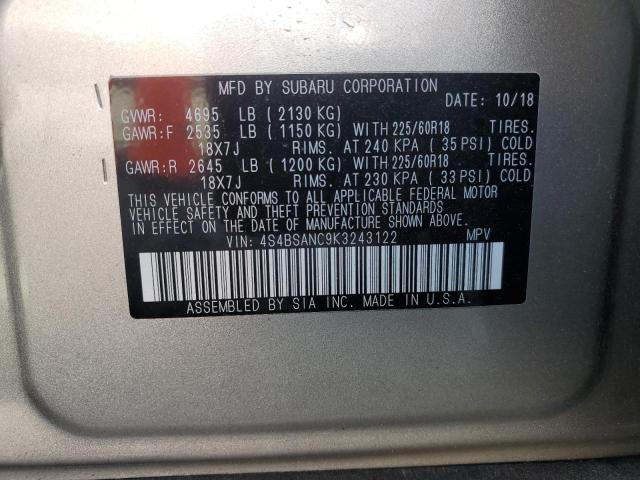 MFD BY SUBARU CORPORATION
DATE: 10/18
GVWR: 4695 LB (2130 KG)
GAWR:F 2535 LB (1150 KG) WITH 225/60R18 TIRES.
18X7J RIMS. AT 240 KPA (35 PSI) COLD
GAWR:R 2645 LB (1200 KG) WITH 225/60R18 TIRES.
18X7J RIMS. AT 230 KPA (33 PSI) COLD
THIS VEHICLE CONFORMS TO ALL APPLICABLE FEDERAL MOTOR
VEHICLE SAFETY AND THEFT PREVENTION STANDARDS
IN EFFECT ON THE DATE OF MANUFACTURE SHOWN ABOVE.
VIN: 4S4BSANC9K3243122 MPV
ASSEMBLED BY SIA INC. MADE IN U.S.A.